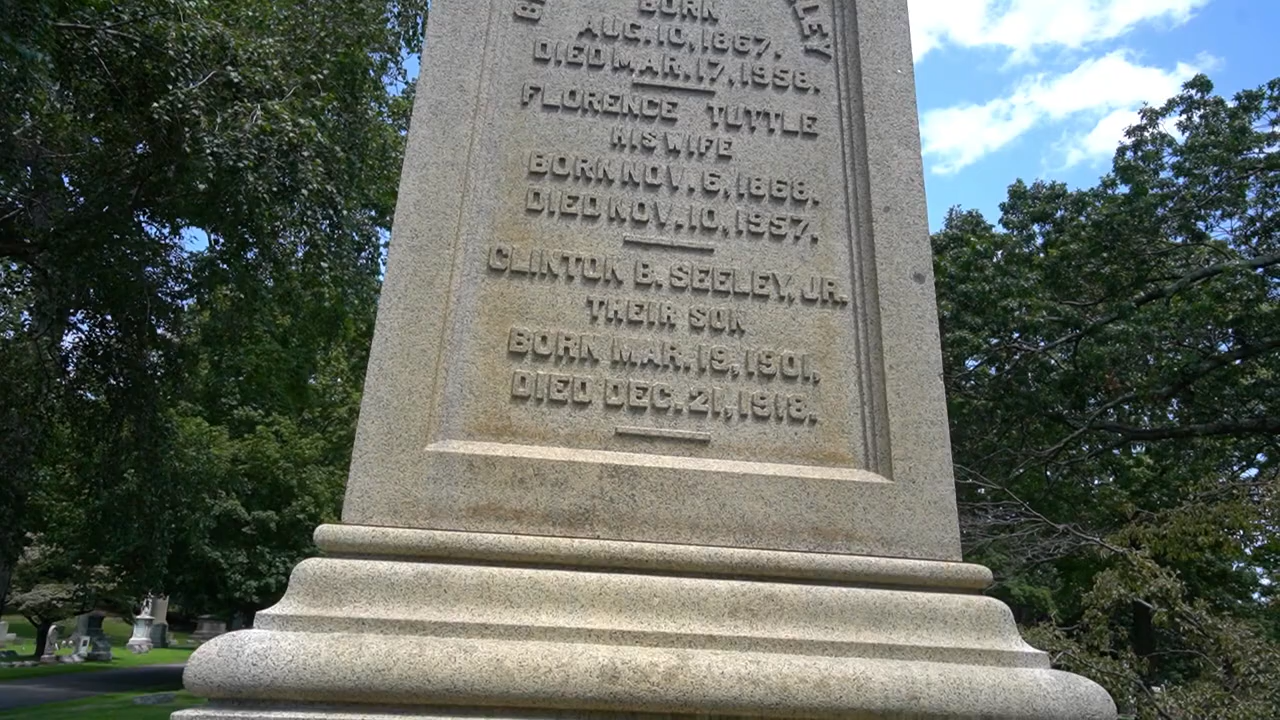 BORN
AUG. 10, 1867.
DIED MAR. 17, 1958.
FLORENCE TUTTLE
HIS WIFE
BORN NOV. 6, 1868.
DIED NOV. 10, 1957.
CLINTON B. SEELEY, JR.
THEIR SON
BORN MAR. 19, 1901.
DIED DEC. 21, 1918.